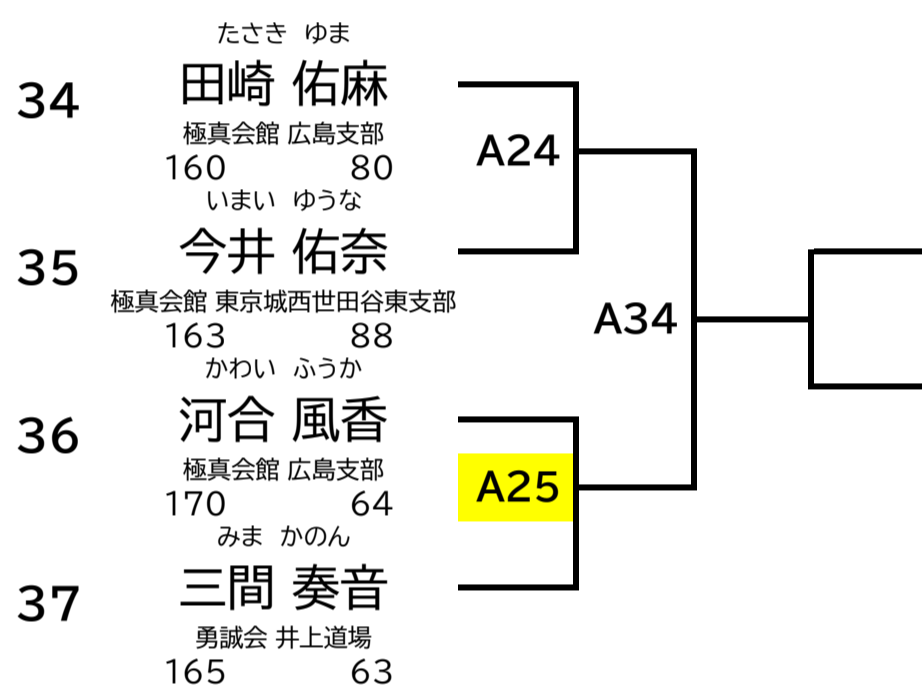 たさき ゆま
34 田崎 佑麻
極真会館 広島支部
160 80
A24
いまい ゆうな
35 今井 佑奈
極真会館 東京城西世田谷東支部
163 88
A34
かわい ふうか
36 河合 風香
極真会館 広島支部
170 64
A25
みま かのん
37 三間 奏音
勇誠会 井上道場
165 63